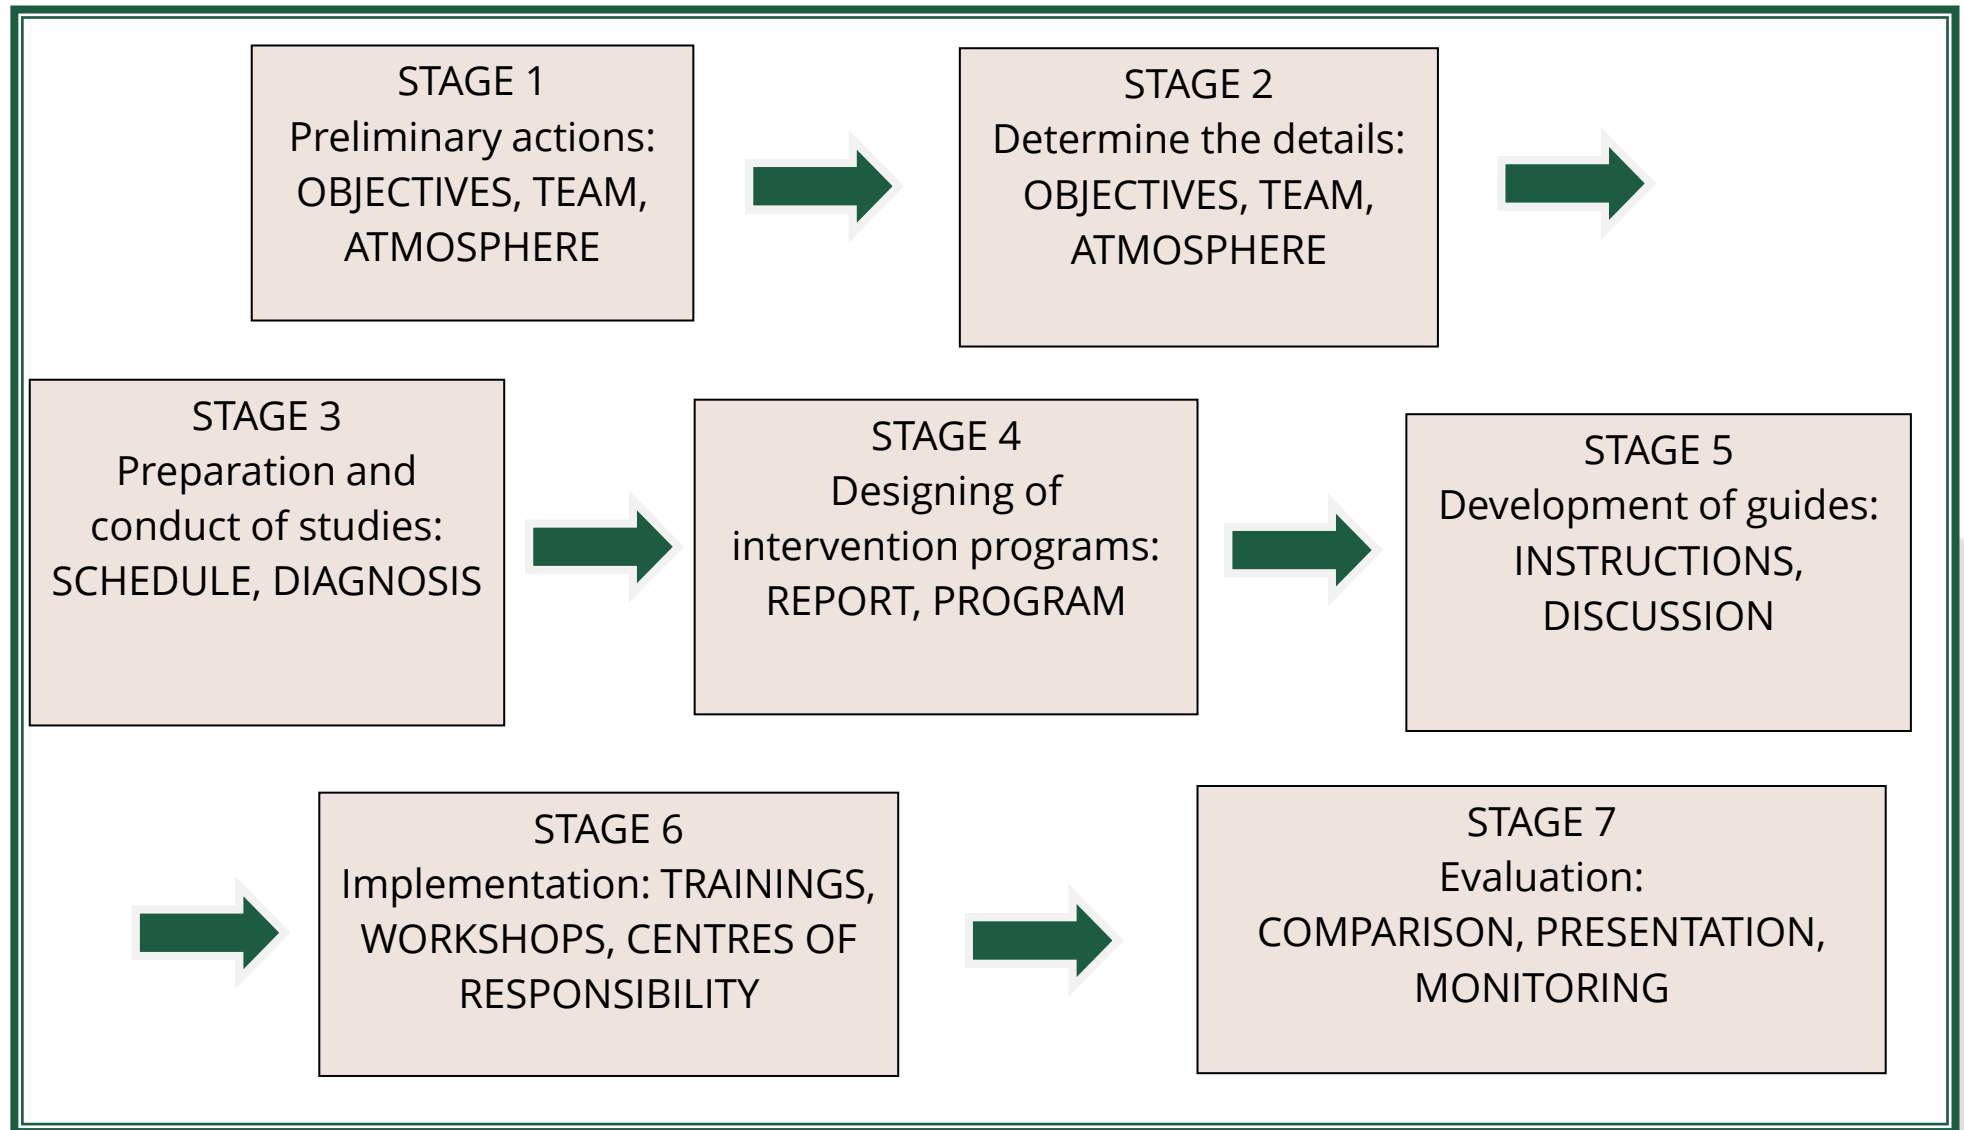 STAGE 1
Preliminary actions:
OBJECTIVES, TEAM,
ATMOSPHERE
STAGE 2
Determine the details:
OBJECTIVES, TEAM,
ATMOSPHERE
STAGE 3
Preparation and
conduct of studies:
SCHEDULE, DIAGNOSIS
STAGE 4
Designing of
intervention programs:
REPORT, PROGRAM
STAGE 5
Development of guides:
INSTRUCTIONS,
DISCUSSION
STAGE 6
Implementation: TRAININGS,
WORKSHOPS, CENTRES OF
RESPONSIBILITY
STAGE 7
Evaluation:
COMPARISON, PRESENTATION,
MONITORING